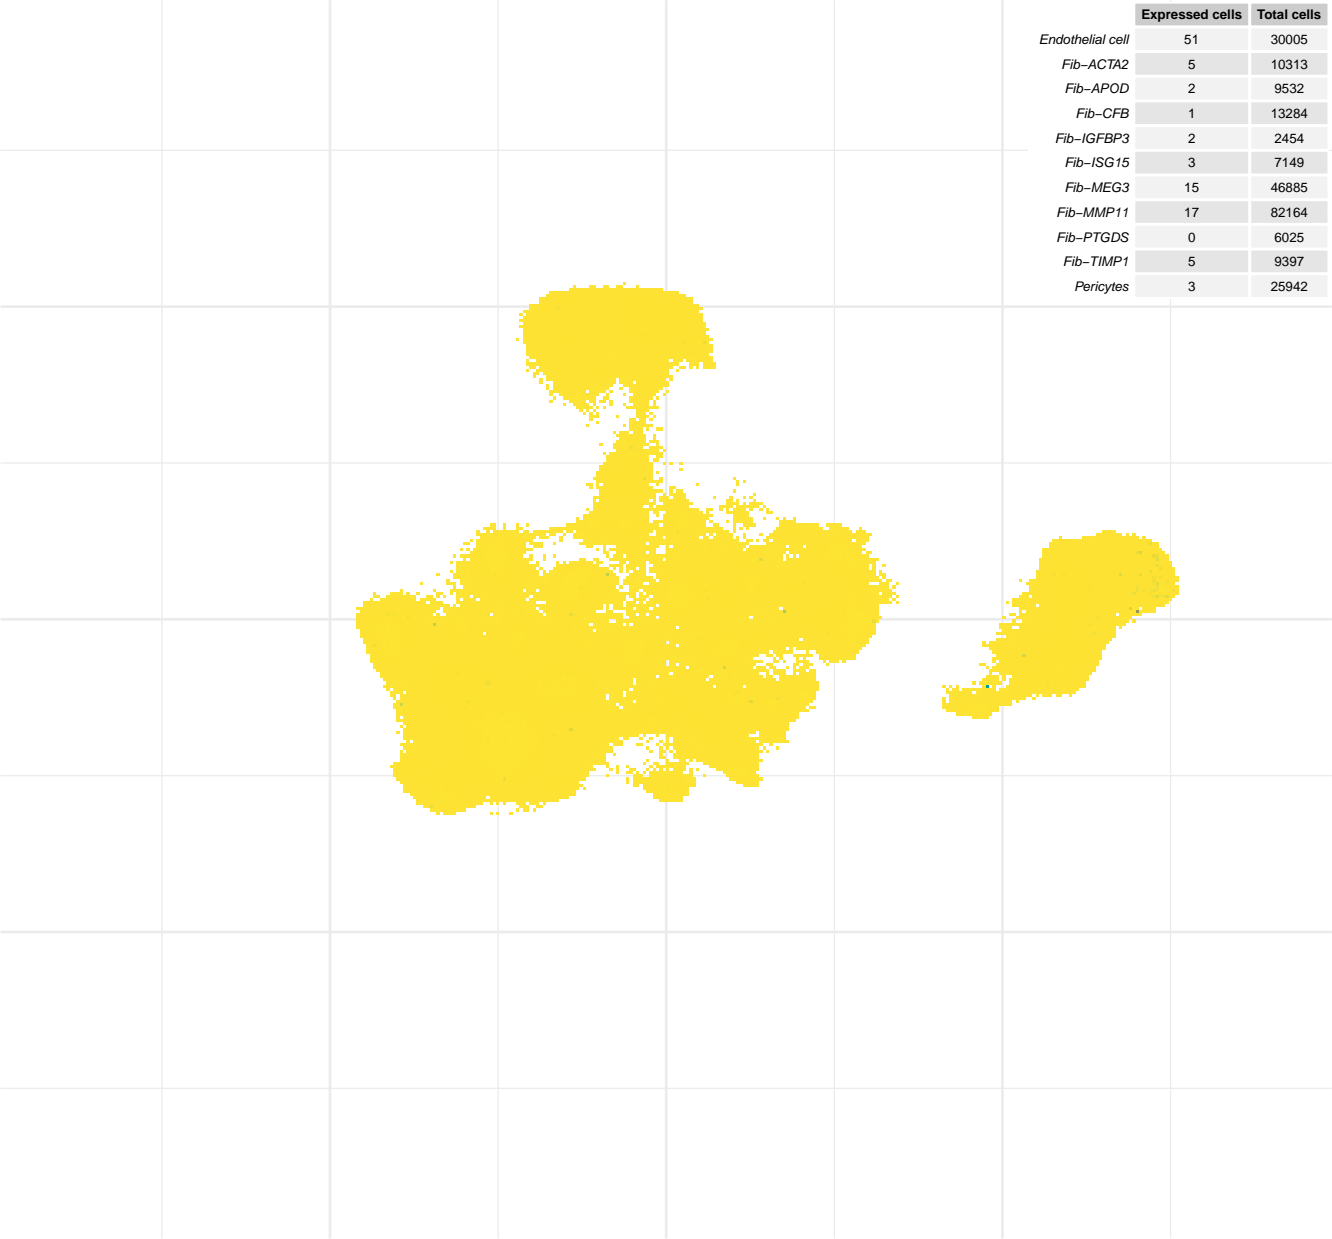 Expressed cells Total cells
Endothelial cell 51 30005
Fib−ACTA2 5 10313
Fib−APOD 2 9532
Fib−CFB 1 13284
Fib−IGFBP3 2 2454
Fib−ISG15 3 7149
Fib−MEG3 15 46885
Fib−MMP11 17 82164
Fib−PTGDS 0 6025
Fib−TIMP1 5 9397
Pericytes 3 25942